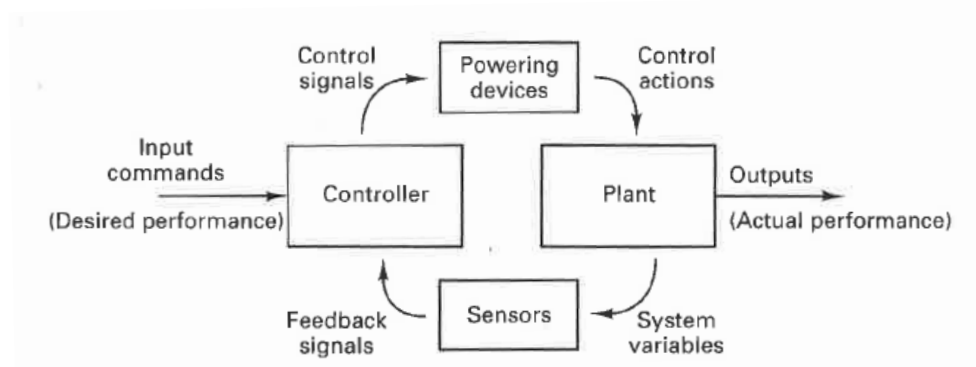 Control
signals
Powering
devices
Control
actions
Input
commands
(Desired performance)
Controller
Plant
Outputs
(Actual performance)
Feedback
signals
Sensors
System
variables